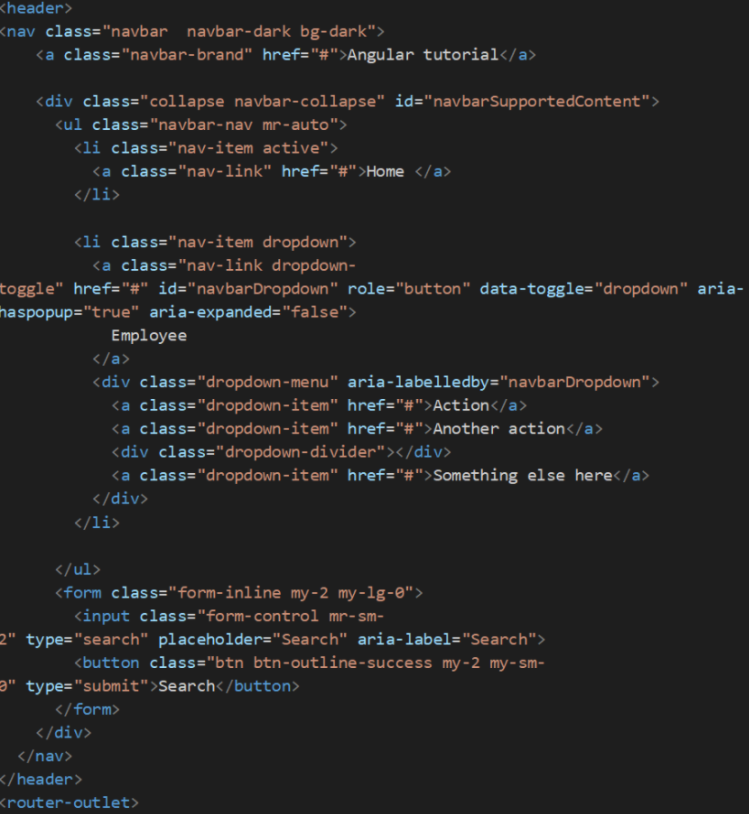 <header>
<nav class="navbar  navbar-dark bg-dark">
    <a class="navbar-brand" href="#">Angular tutorial</a>

    <div class="collapse navbar-collapse" id="navbarSupportedContent">
      <ul class="navbar-nav mr-auto">
        <li class="nav-item active">
          <a class="nav-link" href="#">Home </a>
        </li>

        <li class="nav-item dropdown">
          <a class="nav-link dropdown-
toggle" href="#" id="navbarDropdown" role="button" data-toggle="dropdown" aria-
haspopup="true" aria-expanded="false">
            Employee
          </a>
          <div class="dropdown-menu" aria-labelledby="navbarDropdown">
            <a class="dropdown-item" href="#">Action</a>
            <a class="dropdown-item" href="#">Another action</a>
            <div class="dropdown-divider"></div>
            <a class="dropdown-item" href="#">Something else here</a>
          </div>
        </li>

      </ul>
      <form class="form-inline my-2 my-lg-0">
        <input class="form-control mr-sm-
2" type="search" placeholder="Search" aria-label="Search">
        <button class="btn btn-outline-success my-2 my-sm-
0" type="submit">Search</button>
      </form>
    </div>
  </nav>
</header>
<router-outlet>